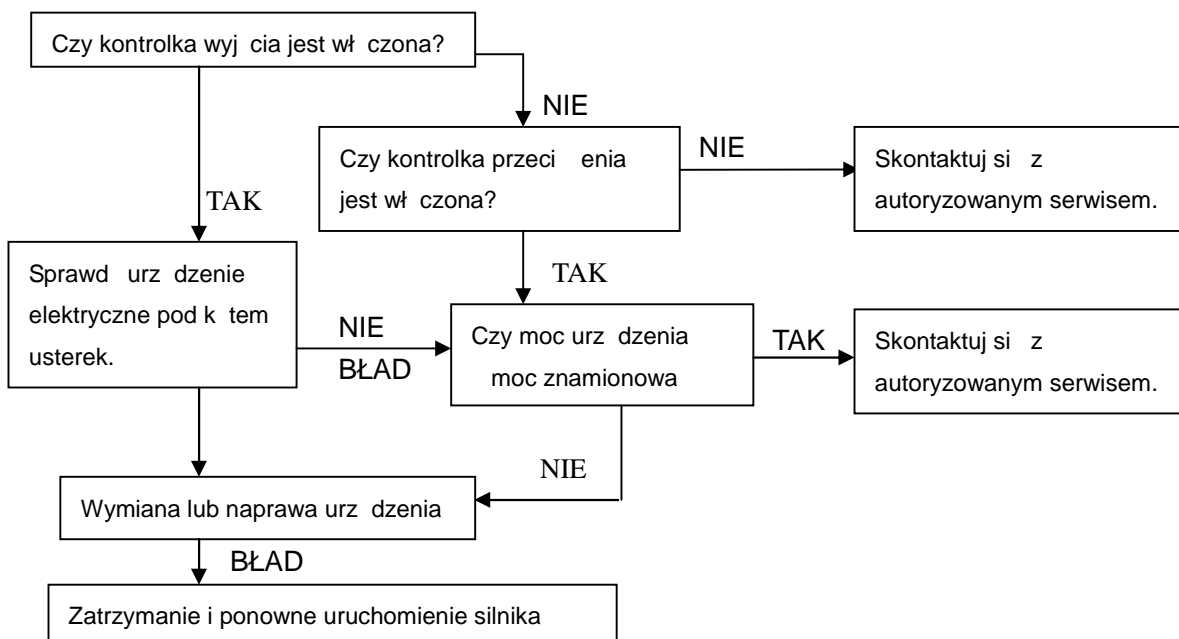 Czy kontrolka wyj cia jest wł czona?
NIE
Czy kontrolka przeci enia
jest wł czona?
NIE
Skontaktuj si z
autoryzowanym serwisem.
TAK
Sprawd urz dzenie
elektryczne pod k tem
usterek.
TAK
NIE
BŁAD
Czy moc urz dzenia
moc znamionowa
TAK
Skontaktuj si z
autoryzowanym serwisem.
NIE
Wymiana lub naprawa urz dzenia
BŁAD
Zatrzymanie i ponowne uruchomienie silnika